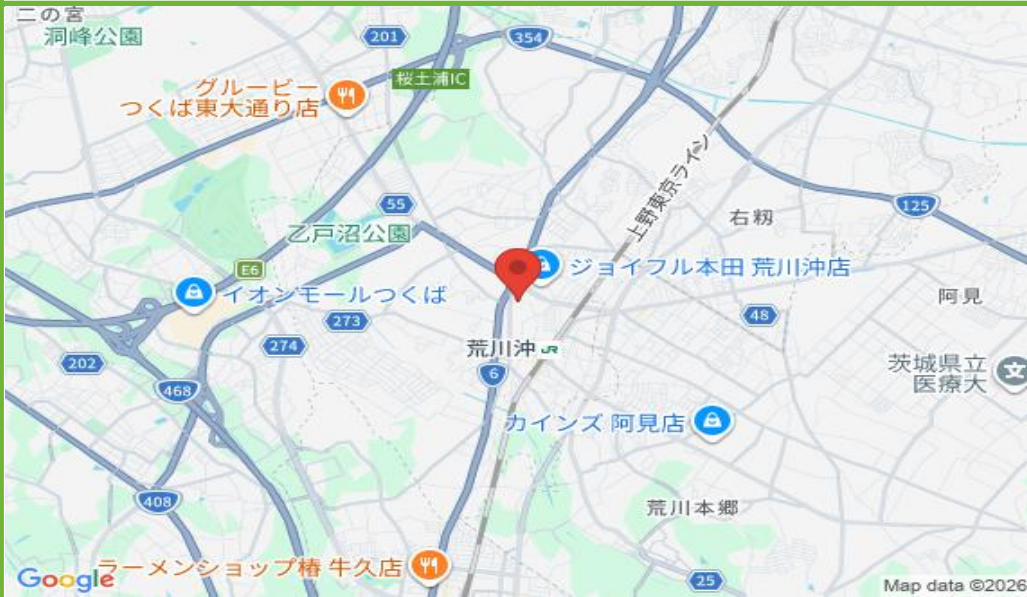 二の宮
洞峰公園
201
354
桜土浦IC
グルービー
つくば東大通り店
上野東京ライン
55
125
右籾
乙戸沼公園
E6
ジョイフル本田 荒川沖店
イオンモールつくば
阿見
273
48
274
荒川沖 JR
202
6
茨城県立
医療大
文
468
カインズ 阿見店
408
荒川本郷
ラーメンショップ椿 牛久店
25
Google
Map data ©2026